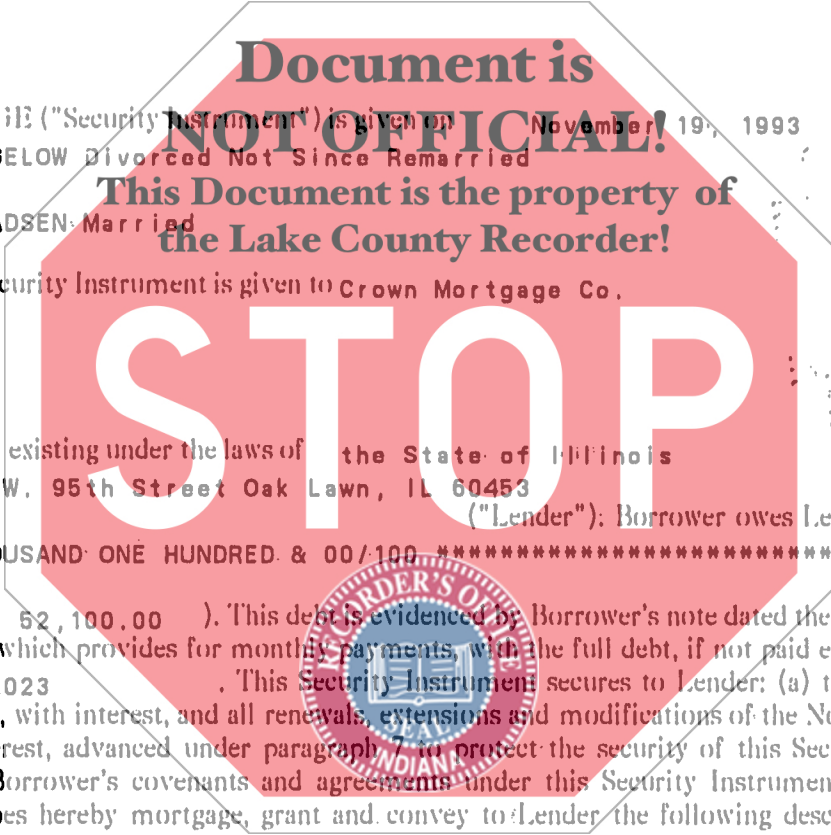 Document is
GE ("Security Instrument") is given on November 19, 1993
NOT OFFICIAL!
GELOW Divorced Not Since Remarried
This Document is the property of
DSEN Married
the Lake County Recorder!
curity Instrument is given to Crown Mortgage Co.
STOP
existing under the laws of the State of Illinois
W. 95th Street Oak Lawn, IL 60453
("Lender"). Borrower owes Le
USAND ONE HUNDRED & 00/100 **************************
52,100.00 ). This debt is evidenced by Borrower's note dated the
which provides for monthly payments, with the full debt, if not paid e
023 . This Security Instrument secures to Lender: (a) t
, with interest, and all renewals, extensions and modifications of the No
rest, advanced under paragraph 7 to protect the security of this Sec
Borrower's covenants and agreements under this Security Instrumen
es hereby mortgage, grant and convey to Lender the following desc
RECORDER'S OFFICE
SEAL
INDIANA